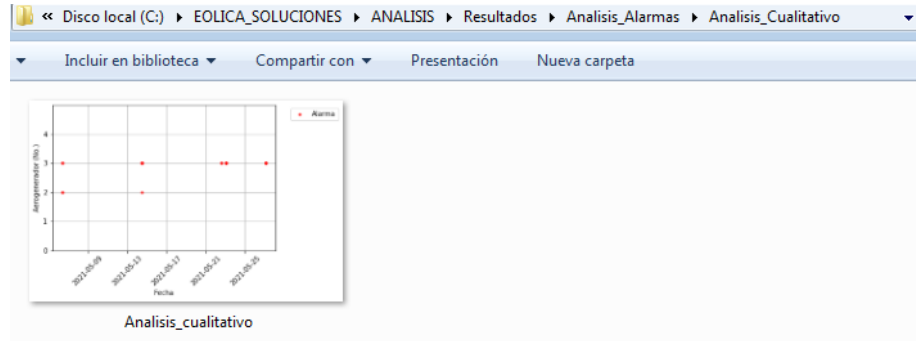 « Disco local (C:) ▸ EOLICA_SOLUCIONES ▸ ANALISIS ▸ Resultados ▸ Analisis_Alarmas ▸ Analisis_Cualitativo
Incluir en biblioteca ▾ Compartir con ▾ Presentación Nueva carpeta
Alarma
Aerogenerador (No.)
4
3
2
1
0
2021-05-09 2021-05-13 2021-05-17 2021-05-21 2021-05-25
Fecha
Analisis_cualitativo